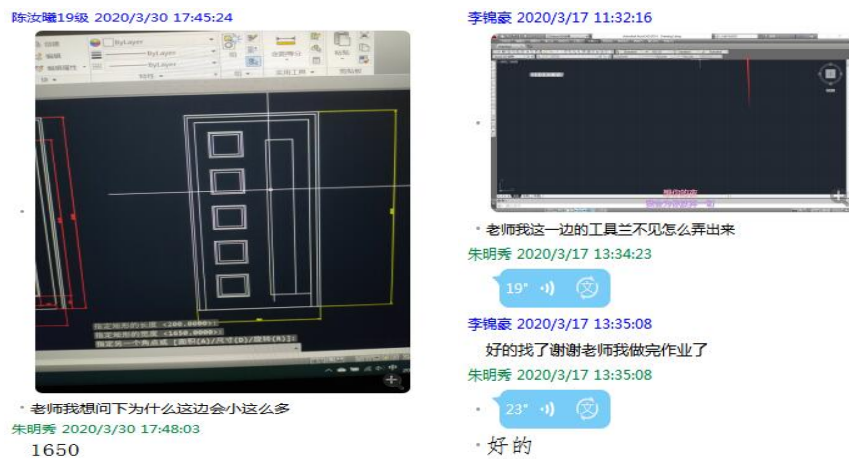 陈汝曦19级 2020/3/30 17:45:24
ByLayer
ByLayer
ByLayer
指定矩形的长度 <200.0000>:
指定矩形的宽度 <1650.0000>:
指定另一个角点或 [面积(A)/尺寸(D)/旋转(R)]:
老师我想问下为什么这边会小这么多
朱明秀 2020/3/30 17:48:03
1650
李锦豪 2020/3/17 11:32:16
老师我这一边的工具兰不见怎么弄出来
朱明秀 2020/3/17 13:34:23
19"
文
李锦豪 2020/3/17 13:35:08
好的找了谢谢老师我做完作业了
朱明秀 2020/3/17 13:35:08
23"
文
好的